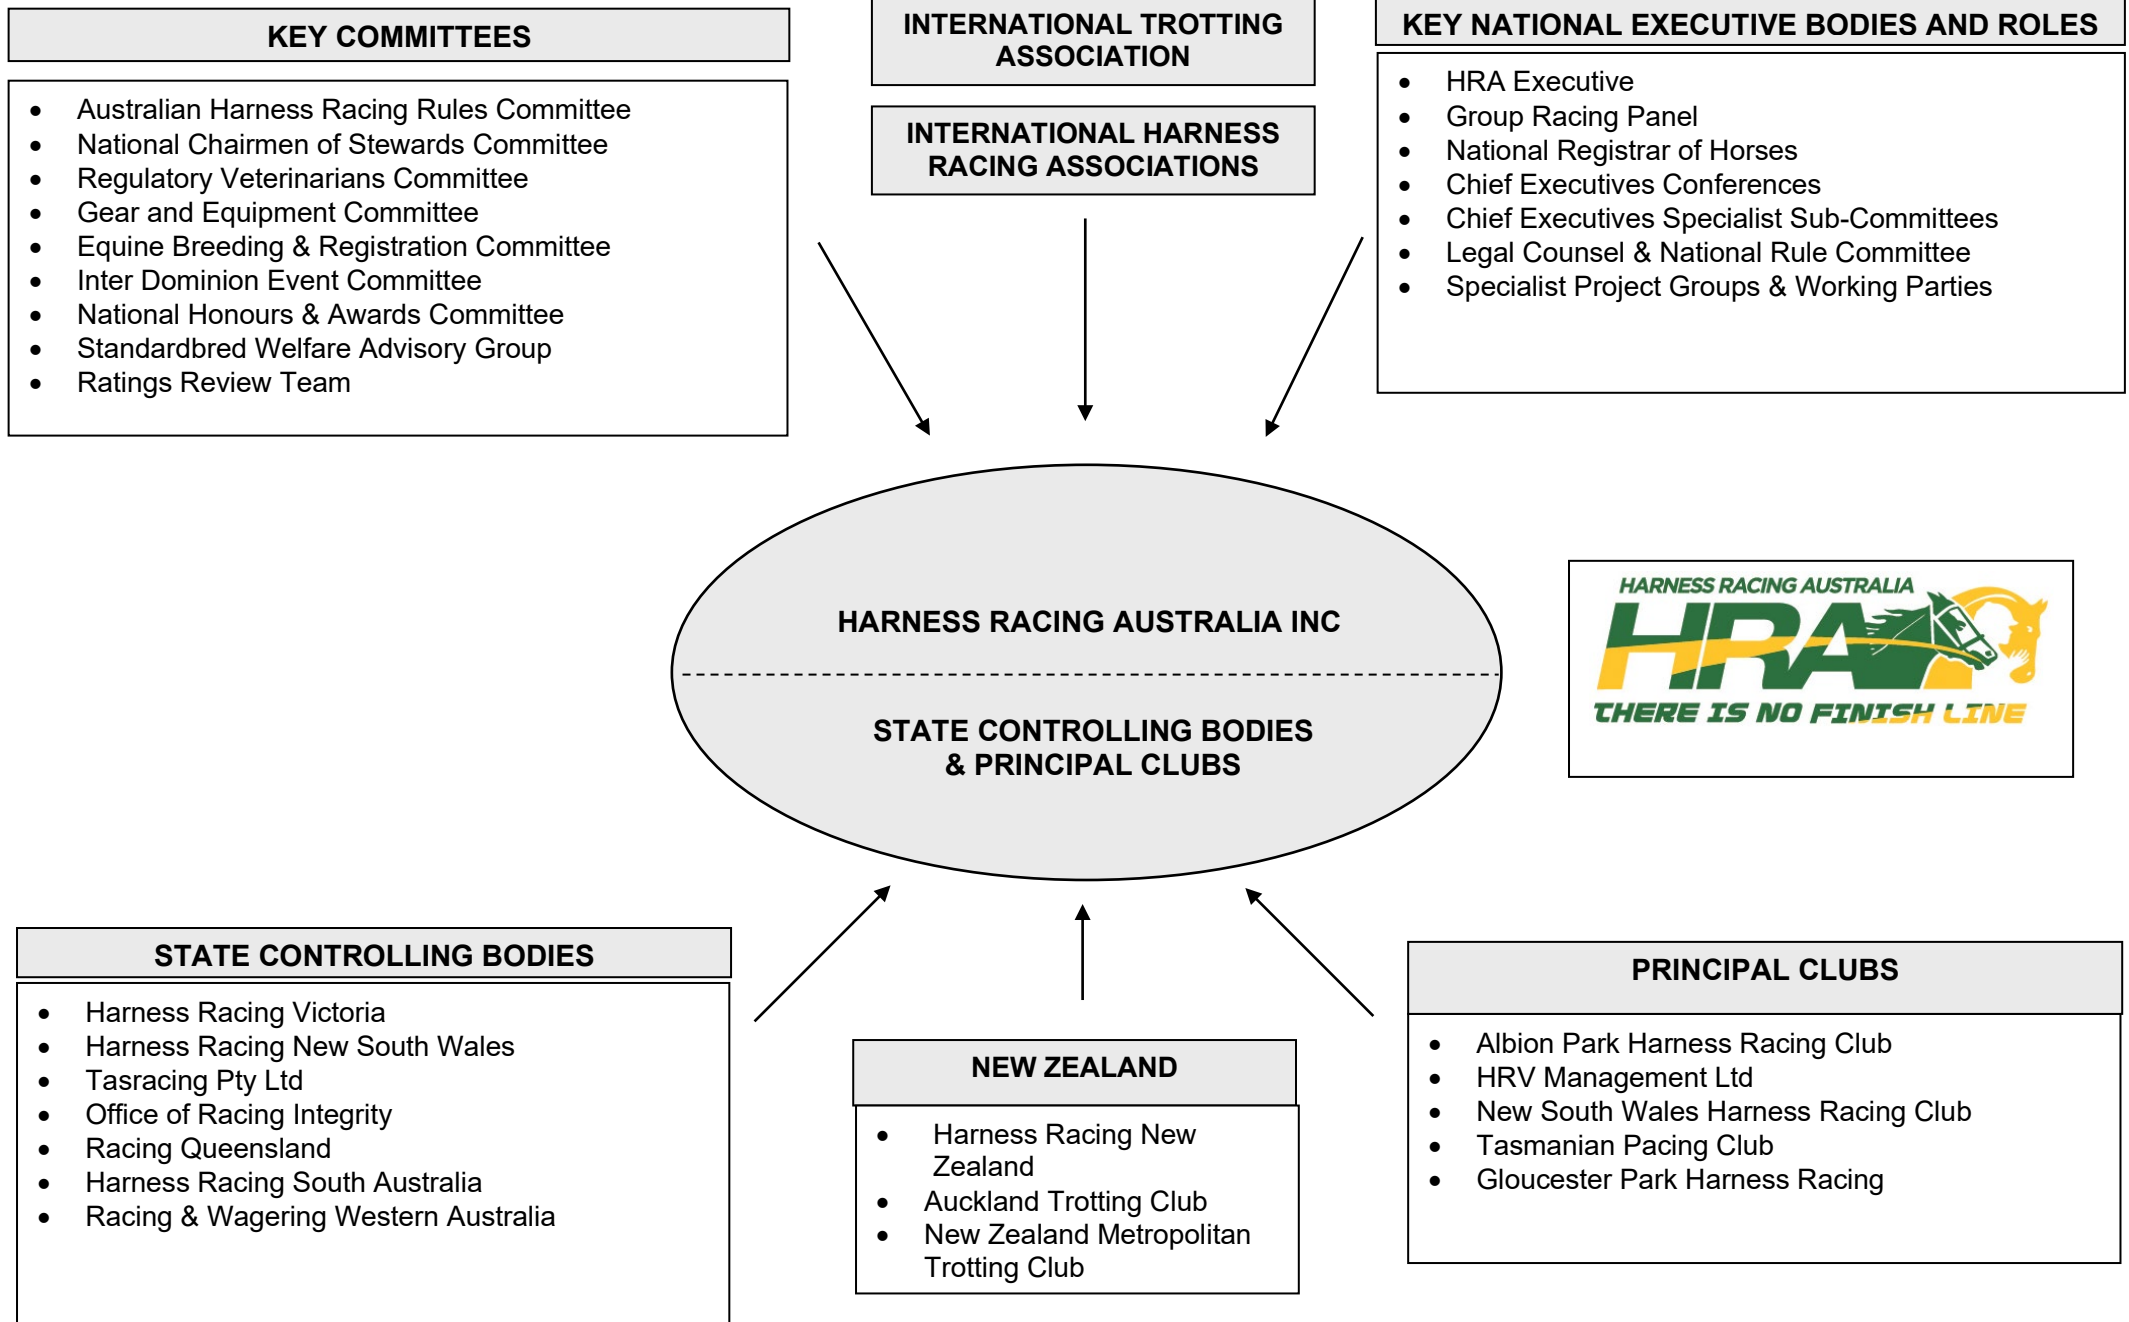 KEY COMMITTEES
• Australian Harness Racing Rules Committee
• National Chairmen of Stewards Committee
• Regulatory Veterinarians Committee
• Gear and Equipment Committee
• Equine Breeding & Registration Committee
• Inter Dominion Event Committee
• National Honours & Awards Committee
• Standardbred Welfare Advisory Group
• Ratings Review Team
INTERNATIONAL TROTTING
ASSOCIATION
INTERNATIONAL HARNESS
RACING ASSOCIATIONS
KEY NATIONAL EXECUTIVE BODIES AND ROLES
• HRA Executive
• Group Racing Panel
• National Registrar of Horses
• Chief Executives Conferences
• Chief Executives Specialist Sub-Committees
• Legal Counsel & National Rule Committee
• Specialist Project Groups & Working Parties
HARNESS RACING AUSTRALIA INC
STATE CONTROLLING BODIES
& PRINCIPAL CLUBS
HARNESS RACING AUSTRALIA
HRA
THERE IS NO FINISH LINE
STATE CONTROLLING BODIES
• Harness Racing Victoria
• Harness Racing New South Wales
• Tasracing Pty Ltd
• Office of Racing Integrity
• Racing Queensland
• Harness Racing South Australia
• Racing & Wagering Western Australia
NEW ZEALAND
• Harness Racing New
Zealand
• Auckland Trotting Club
• New Zealand Metropolitan
Trotting Club
PRINCIPAL CLUBS
• Albion Park Harness Racing Club
• HRV Management Ltd
• New South Wales Harness Racing Club
• Tasmanian Pacing Club
• Gloucester Park Harness Racing